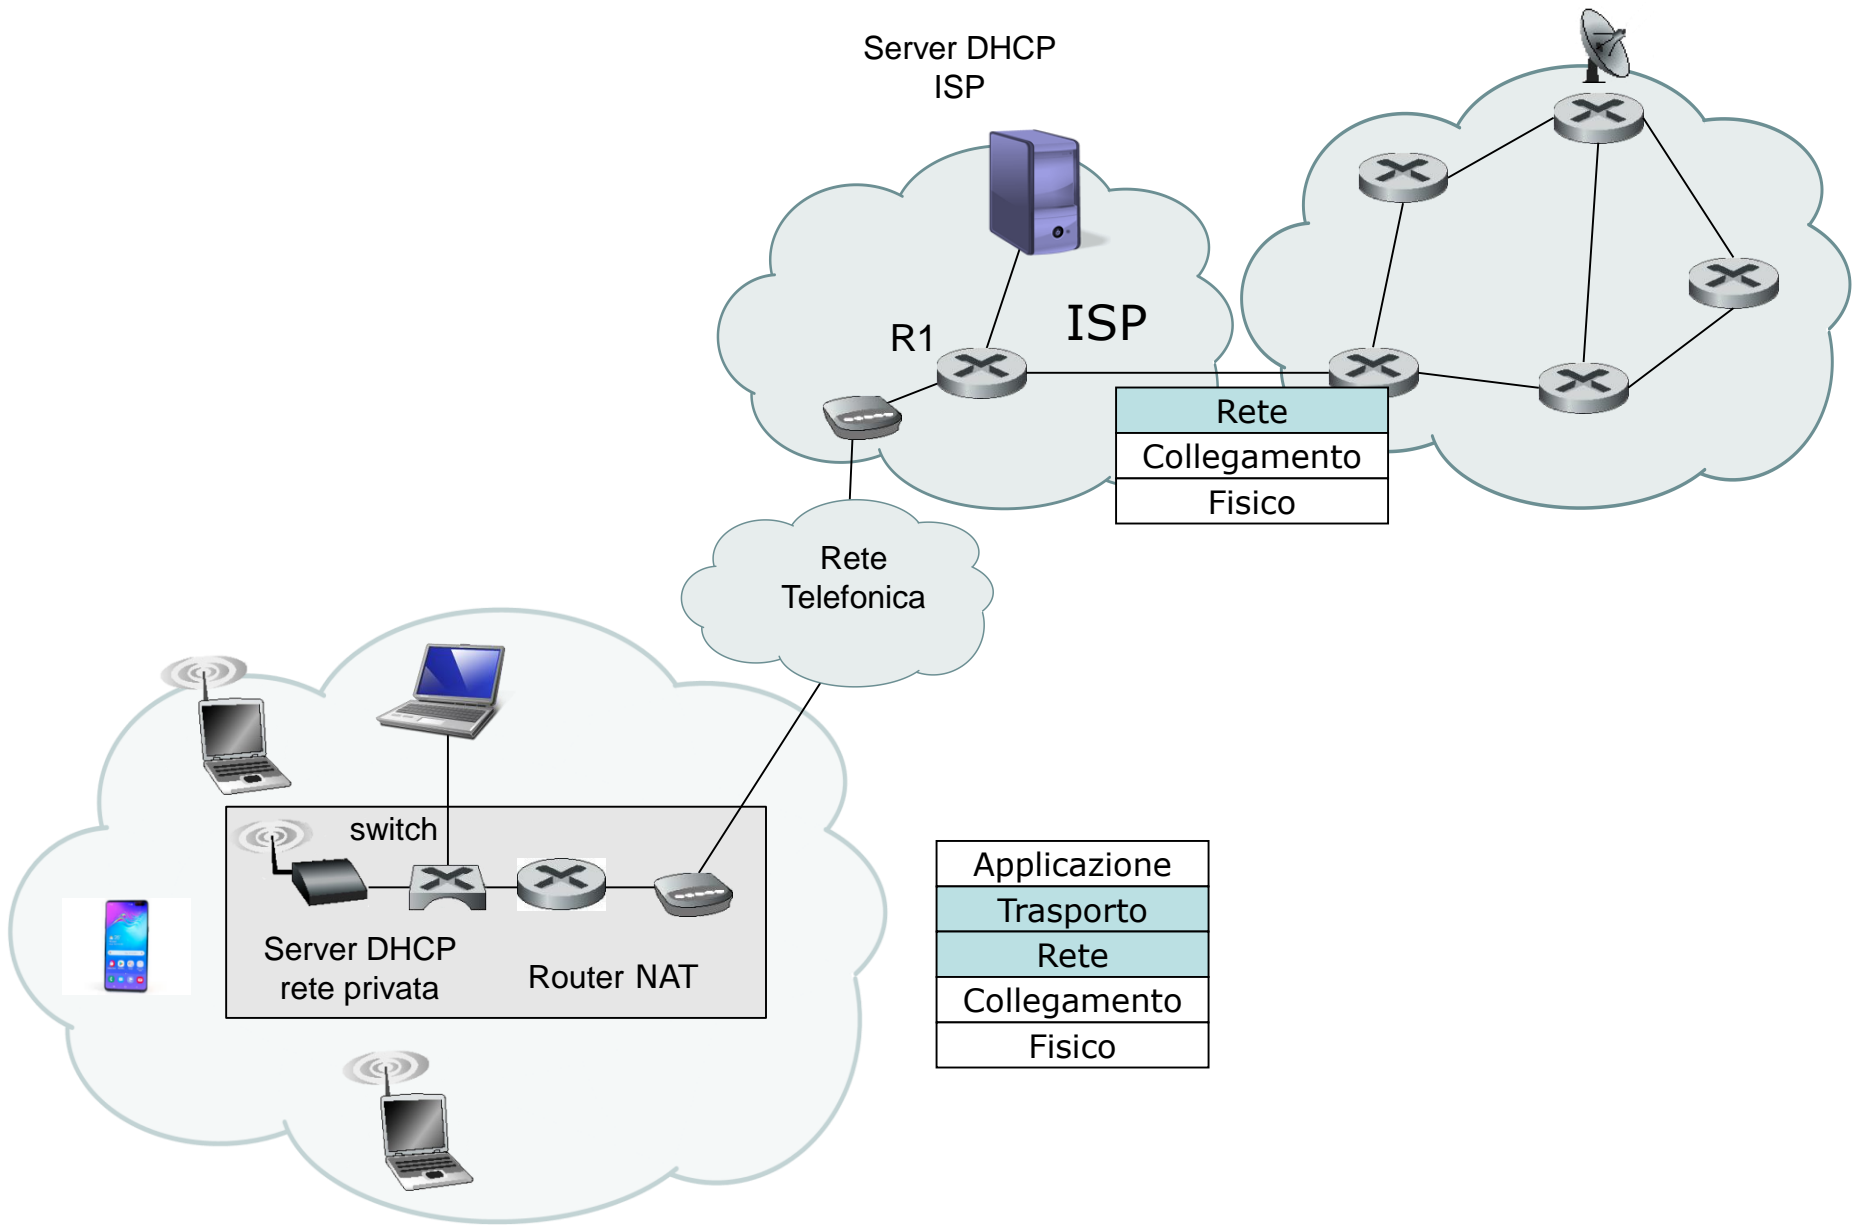 Server DHCP
ISP
R1
ISP
Rete
Collegamento
Fisico
Rete
Telefonica
switch
Server DHCP
rete privata
Router NAT
Applicazione
Trasporto
Rete
Collegamento
Fisico